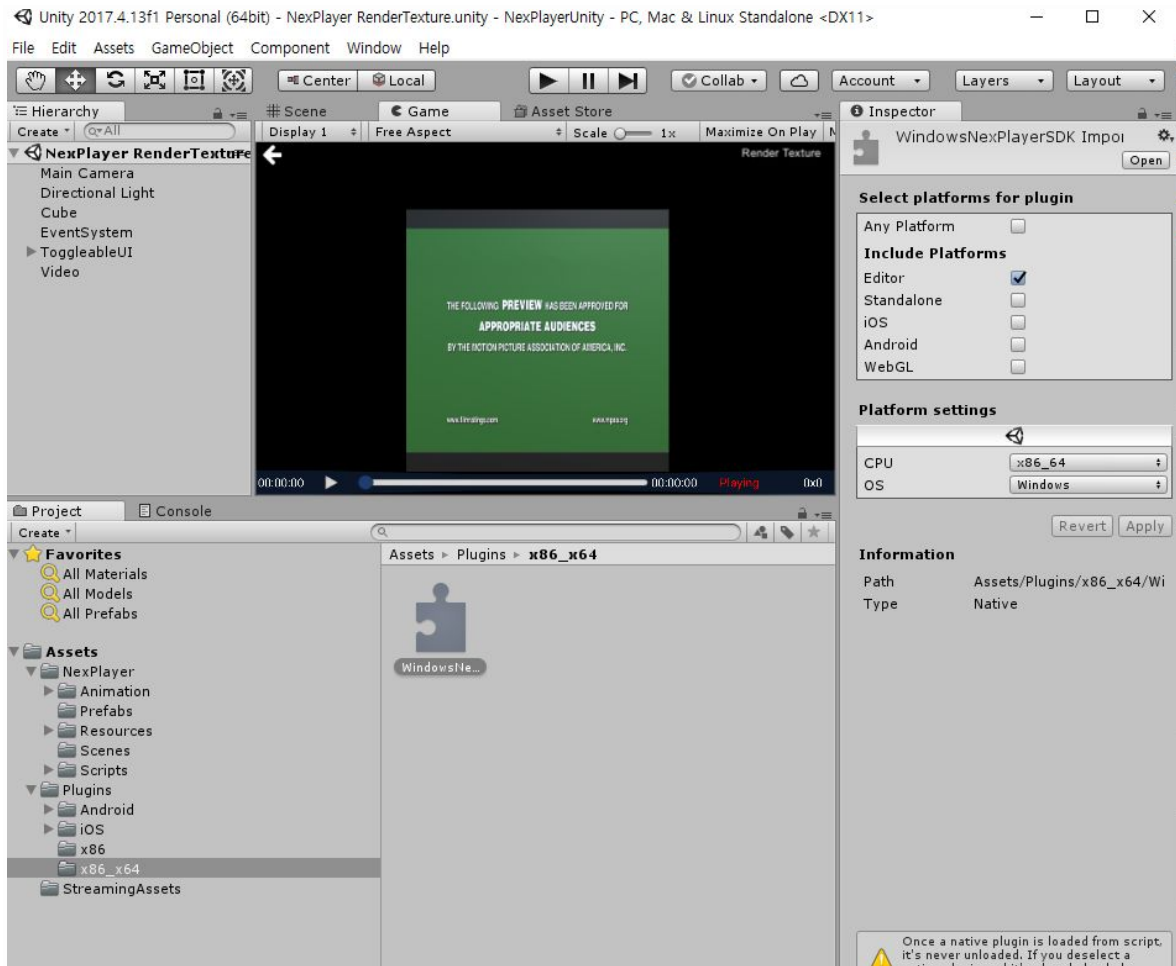 Unity 2017.4.13f1 Personal (64bit) - NexPlayer RenderTexture.unity - NexPlayerUnity - PC, Mac & Linux Standalone <DX11>
File Edit Assets GameObject Component Window Help
Center Local Collab Account Layers Layout
Hierarchy
Create All
NexPlayer RenderTexture
Main Camera
Directional Light
Cube
EventSystem
ToggleableUI
Video
Scene Game Asset Store
Display 1 Free Aspect Scale 1x Maximize On Play
Render Texture
THE FOLLOWING PREVIEW HAS BEEN APPROVED FOR
APPROPRIATE AUDIENCES
BY THE MOTION PICTURE ASSOCIATION OF AMERICA, INC.
www.filmratings.com www.mpaa.org
00:00:00 00:00:00 Playing 0x0
Project Console
Create
Favorites
All Materials
All Models
All Prefabs
Assets
NexPlayer
Animation
Prefabs
Resources
Scenes
Scripts
Plugins
Android
iOS
x86
x86_x64
StreamingAssets
Assets Plugins x86_x64
WindowsNe...
Inspector
WindowsNexPlayerSDK Impor
Open
Select platforms for plugin
Any Platform
Include Platforms
Editor
Standalone
iOS
Android
WebGL
Platform settings
CPU x86_64
OS Windows
Revert Apply
Information
Path Assets/Plugins/x86_x64/Wi
Type Native
Once a native plugin is loaded from script,
it's never unloaded. If you deselect a